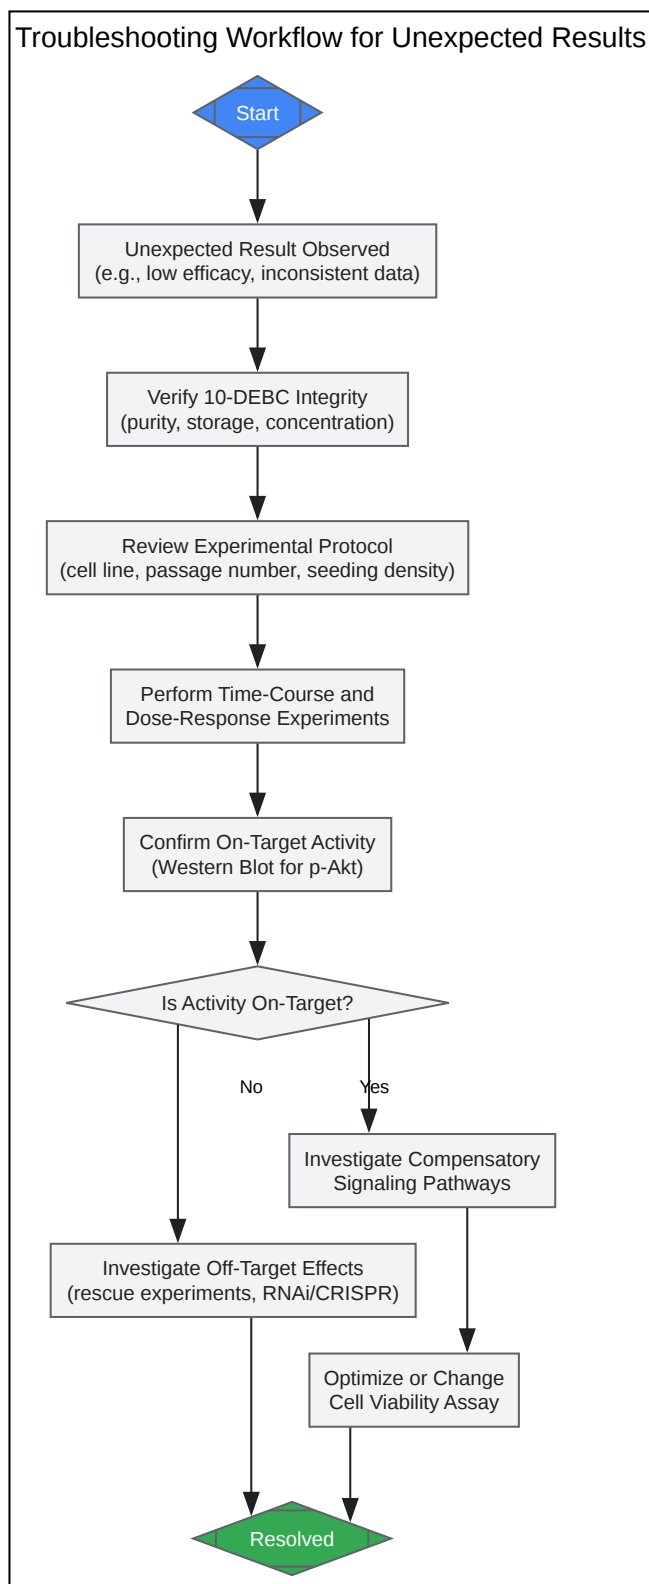 Troubleshooting Workflow for Unexpected Results
Start
Unexpected Result Observed
(e.g., low efficacy, inconsistent data)
Verify 10-DEBC Integrity
(purity, storage, concentration)
Review Experimental Protocol
(cell line, passage number, seeding density)
Perform Time-Course and
Dose-Response Experiments
Confirm On-Target Activity
(Western Blot for p-Akt)
Is Activity On-Target?
No
Yes
Investigate Compensatory
Signaling Pathways
Investigate Off-Target Effects
(rescue experiments, RNAi/CRISPR)
Optimize or Change
Cell Viability Assay
Resolved